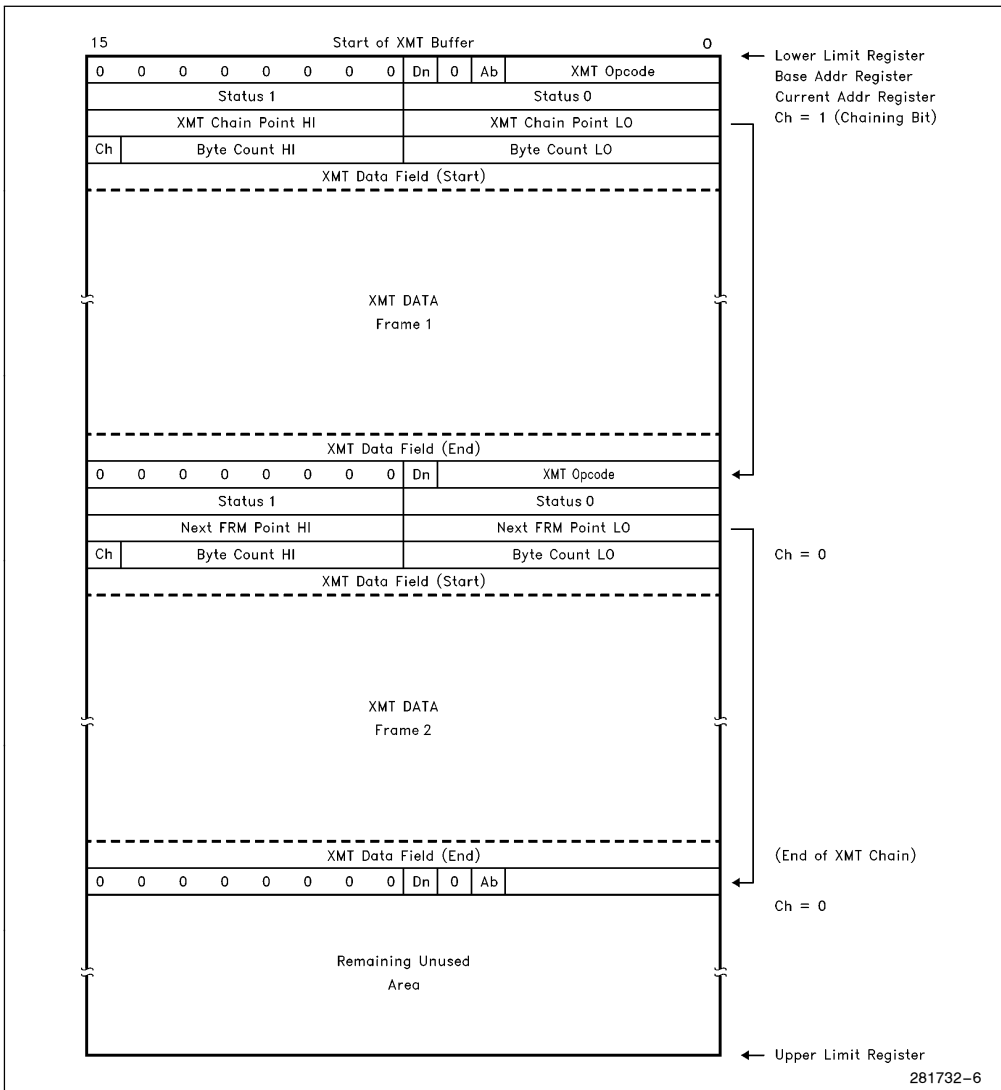 15 Start of XMT Buffer 0
← Lower Limit Register
0 0 0 0 0 0 0 0 Dn 0 Ab XMT Opcode
Base Addr Register
Status 1 Status 0
Current Addr Register
XMT Chain Point HI XMT Chain Point LO
Ch = 1 (Chaining Bit)
Ch Byte Count HI Byte Count LO
XMT Data Field (Start)
XMT DATA
Frame 1
XMT Data Field (End)
0 0 0 0 0 0 0 0 Dn XMT Opcode
Status 1 Status 0
Next FRM Point HI Next FRM Point LO
Ch Byte Count HI Byte Count LO Ch = 0
XMT Data Field (Start)
XMT DATA
Frame 2
XMT Data Field (End) (End of XMT Chain)
0 0 0 0 0 0 0 0 Dn 0 Ab
Ch = 0
Remaining Unused
Area
← Upper Limit Register
281732–6